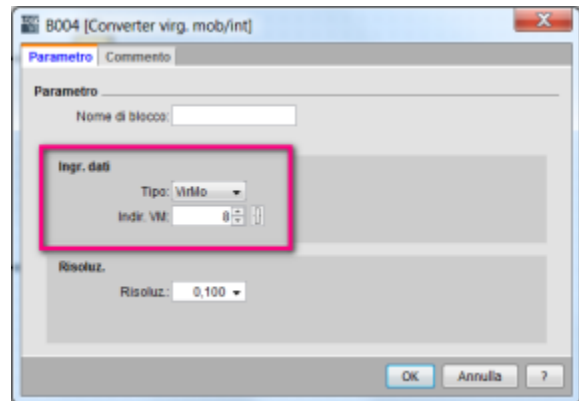 B004 [Converter virg. mob/int]
Parametro Commento
Parametro
Nome di blocco:
Ingr. dati
Tipo: VirMo
Indir. VM: 8
Risoluz.
Risoluz.: 0,100
OK Annulla ?